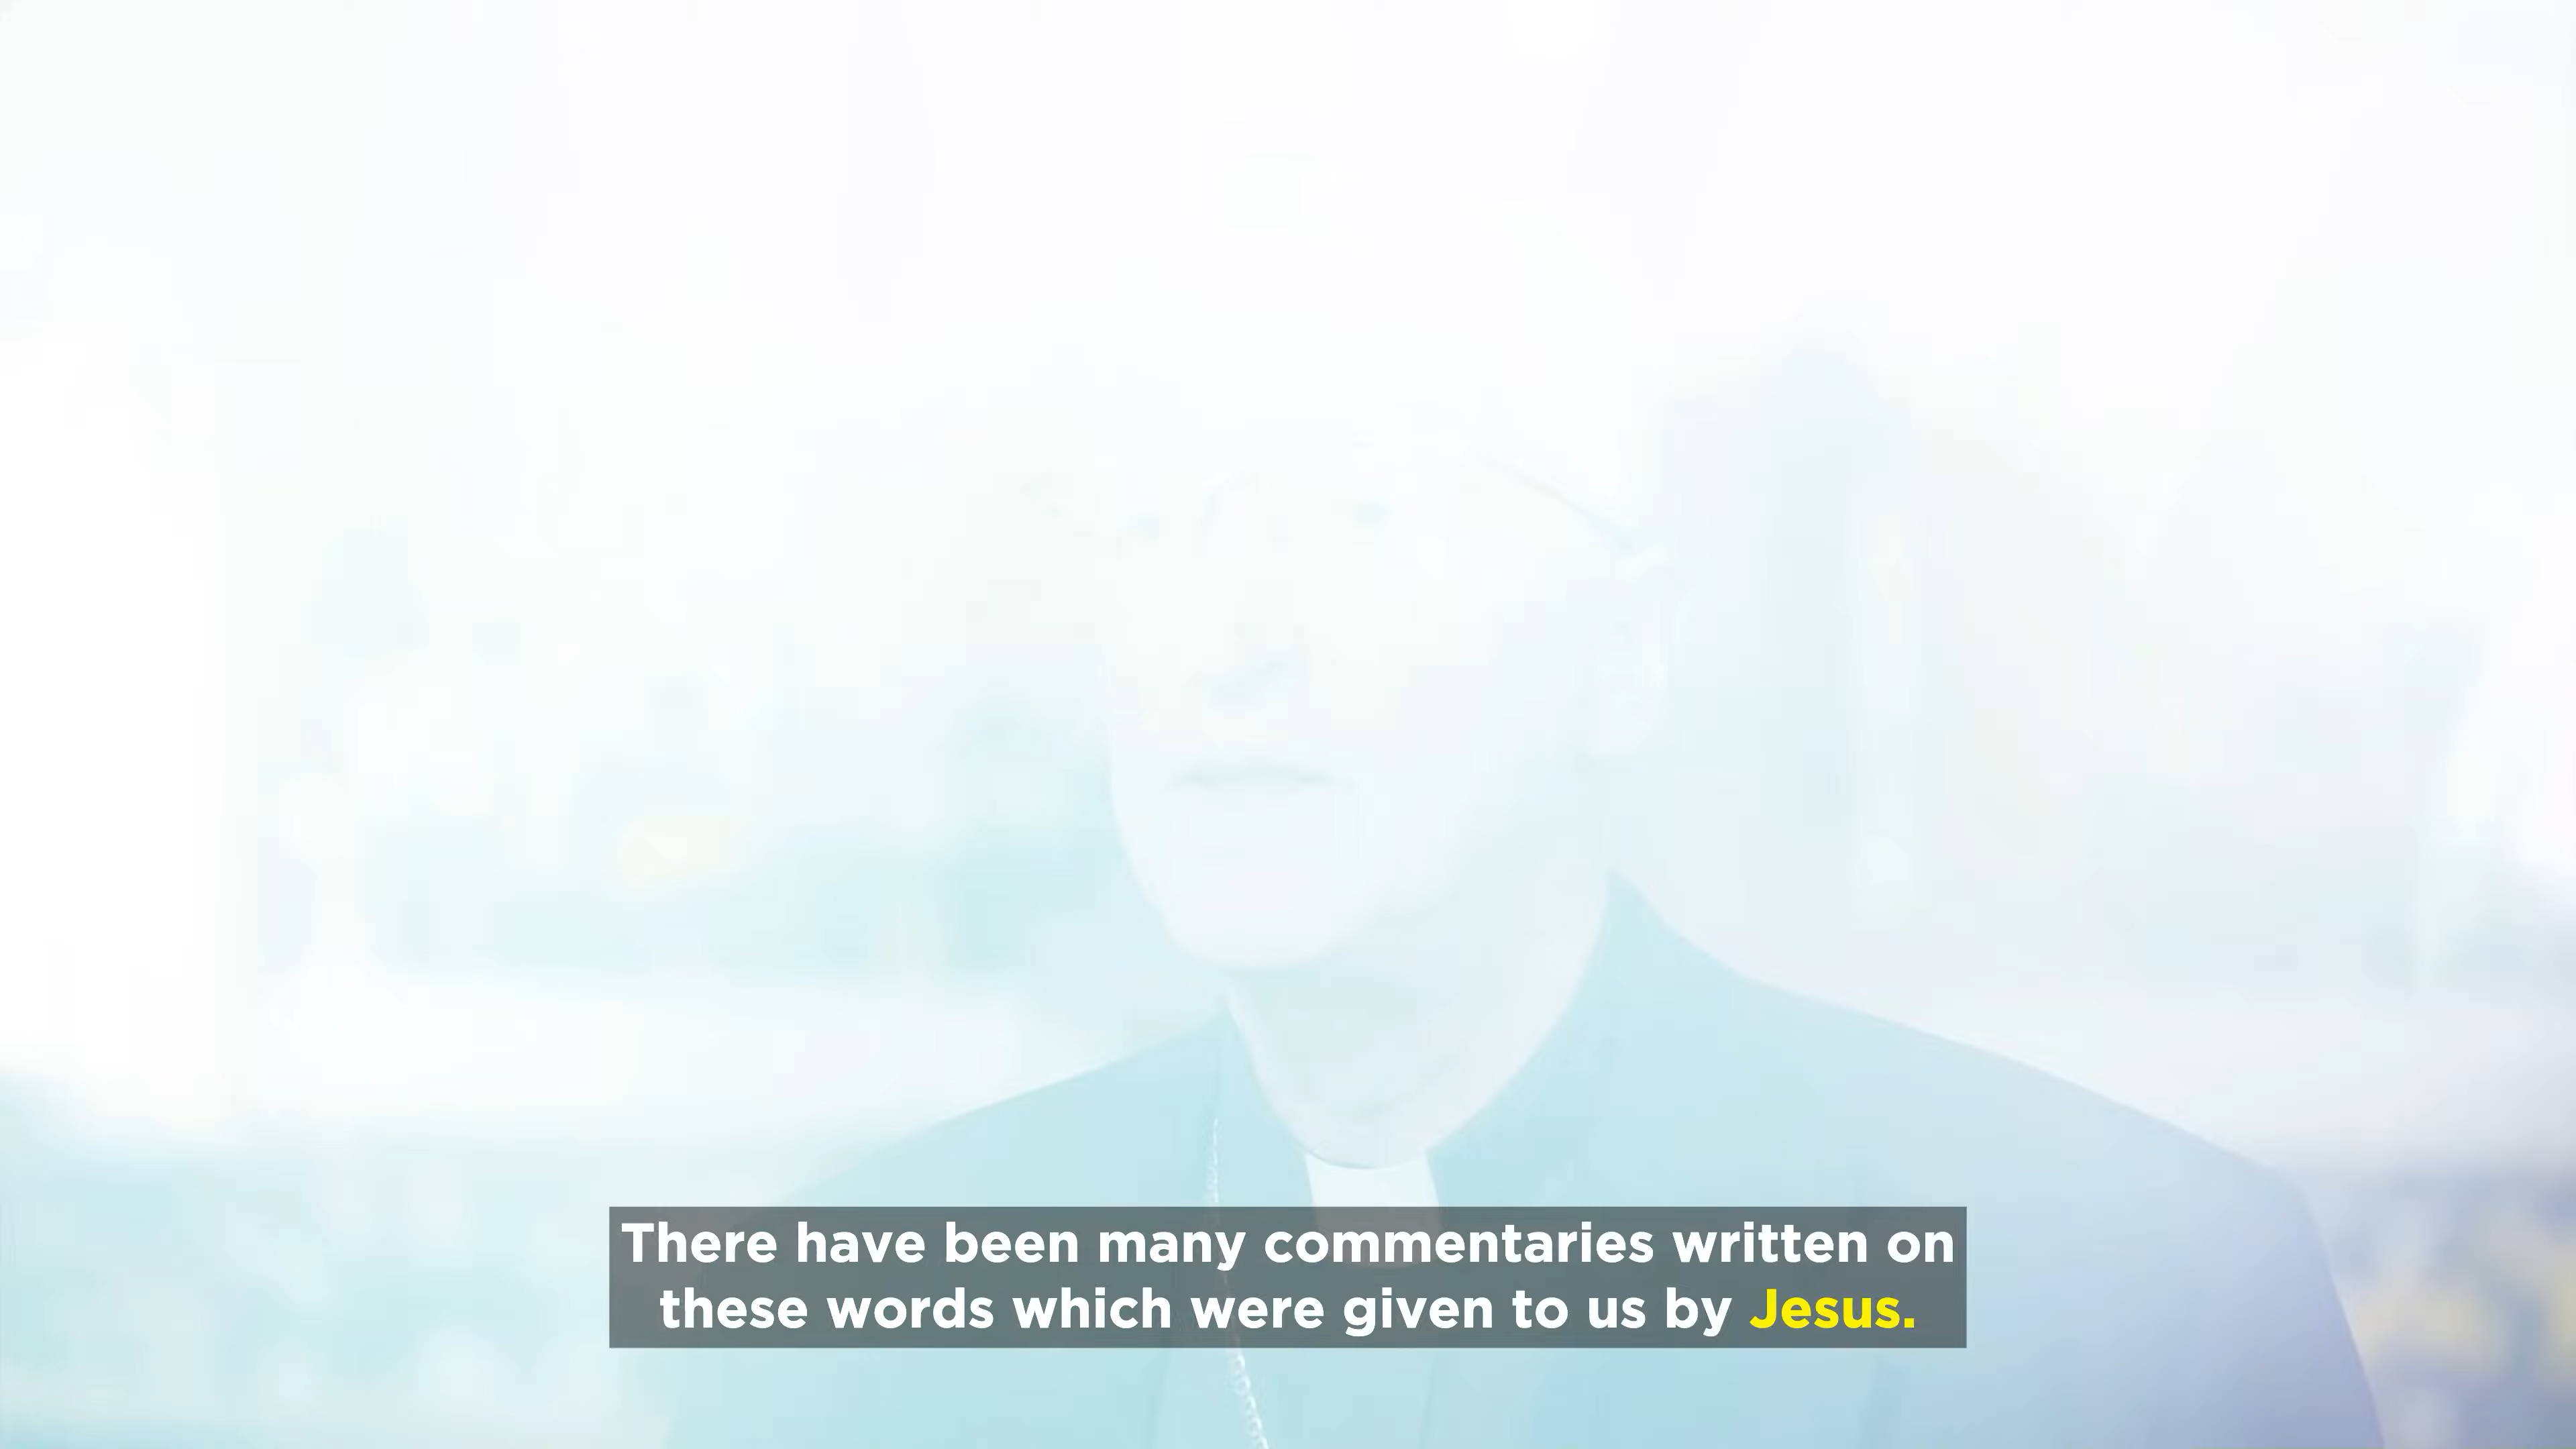 There have been many commentaries written on
these words which were given to us by Jesus.